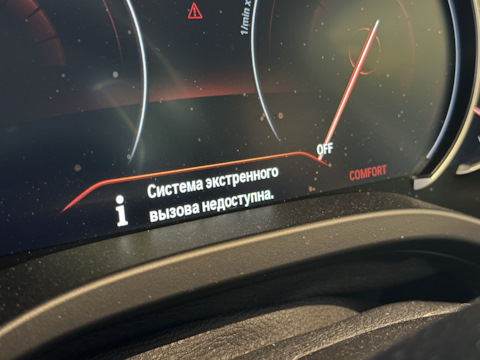 1/min x
OFF
COMFORT
i
Система экстренного
вызова недоступна.